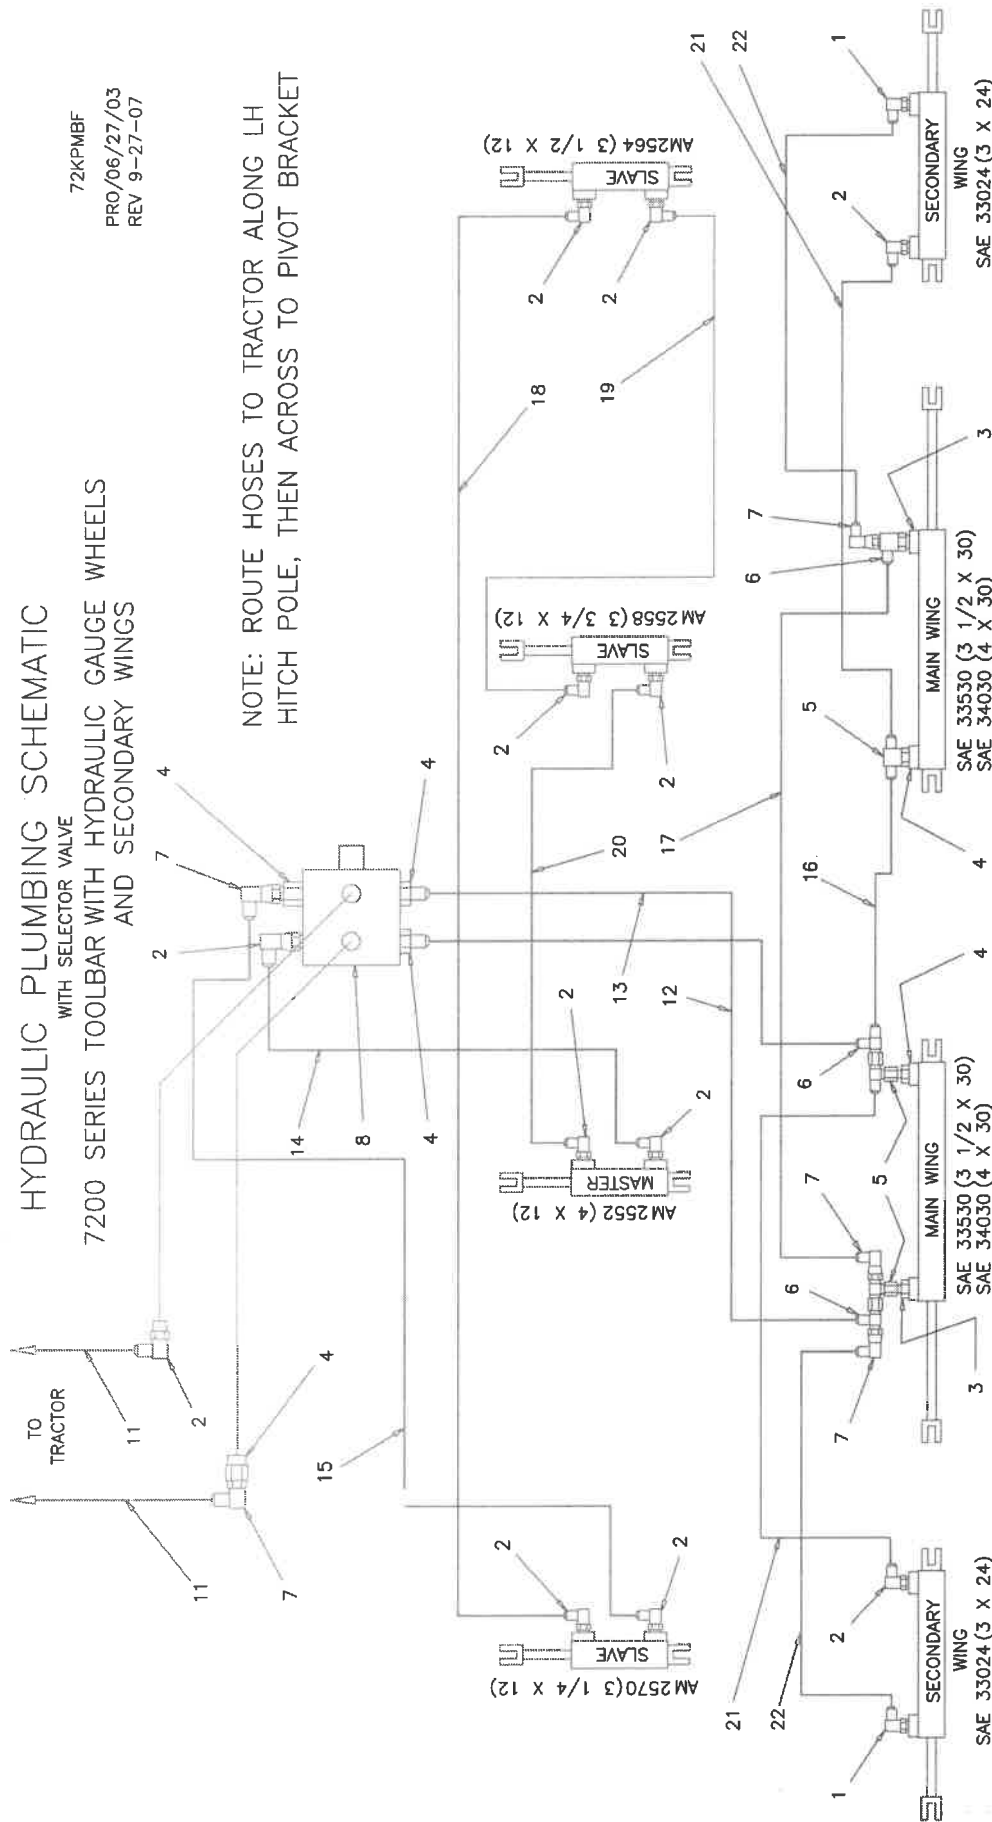 HYDRAULIC PLUMBING SCHEMATIC
WITH SELECTOR VALVE
7200 SERIES TOOLBAR WITH HYDRAULIC GAUGE WHEELS
AND SECONDARY WINGS
72KPMBF
PRO/06/27/03
REV 9-27-07
NOTE: ROUTE HOSES TO TRACTOR ALONG LH
HITCH POLE, THEN ACROSS TO PIVOT BRACKET
TO
TRACTOR
11
11
2
4
7
15
2
7
4
14
8
4
4
13
12
20
17
16
18
19
2
2
SLAVE
AM2570(3 1/4 X 12)
2
2
MASTER
AM2552(4 X 12)
2
2
SLAVE
AM2558(3 3/4 X 12)
2
2
SLAVE
AM2564(3 1/2 X 12)
21
22
1
2
SECONDARY
WING
SAE 33024(3 X 24)
7
6
7
5
3
6
4
MAIN WING
SAE 33530(3 1/2 X 30)
SAE 34030(4 X 30)
5
4
6
7
3
MAIN WING
SAE 33530(3 1/2 X 30)
SAE 34030(4 X 30)
21
22
2
1
SECONDARY
WING
SAE 33024(3 X 24)